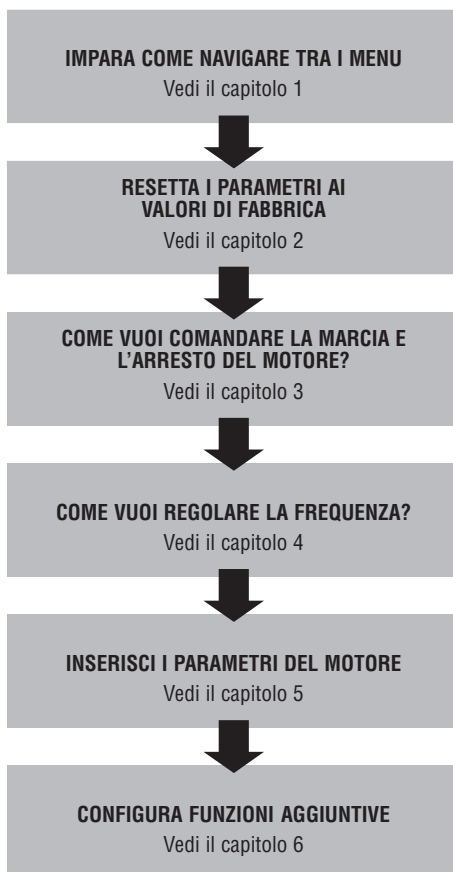 IMPARA COME NAVIGARE TRA I MENU
Vedi il capitolo 1
RESETTA I PARAMETRI AI
VALORI DI FABBRICA
Vedi il capitolo 2
COME VUOI COMANDARE LA MARCIA E
L’ARRESTO DEL MOTORE?
Vedi il capitolo 3
COME VUOI REGOLARE LA FREQUENZA?
Vedi il capitolo 4
INSERISCI I PARAMETRI DEL MOTORE
Vedi il capitolo 5
CONFIGURA FUNZIONI AGGIUNTIVE
Vedi il capitolo 6